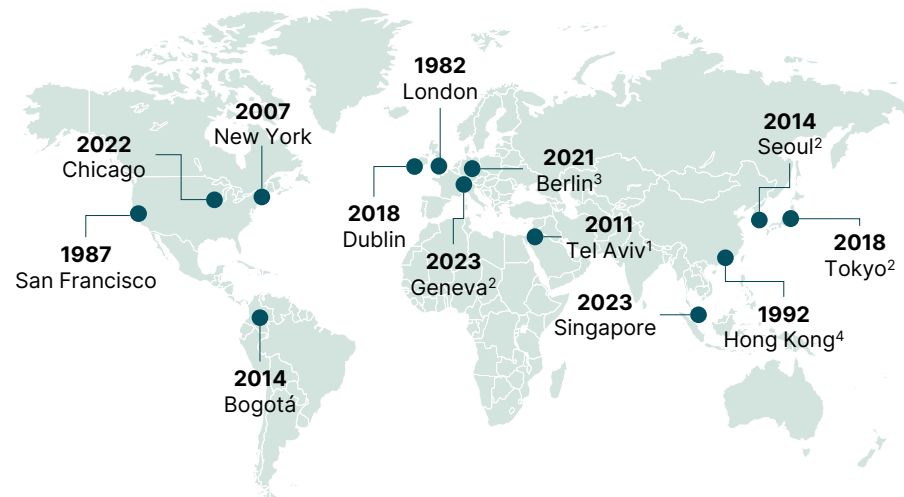 1982
London
2007
New York
2022
Chicago
1987
San Francisco
2018
Dublin
2021
Berlin³
2023
Geneva²
2011
Tel Aviv¹
2014
Seoul²
2018
Tokyo²
1992
Hong Kong⁴
2023
Singapore
2014
Bogotá